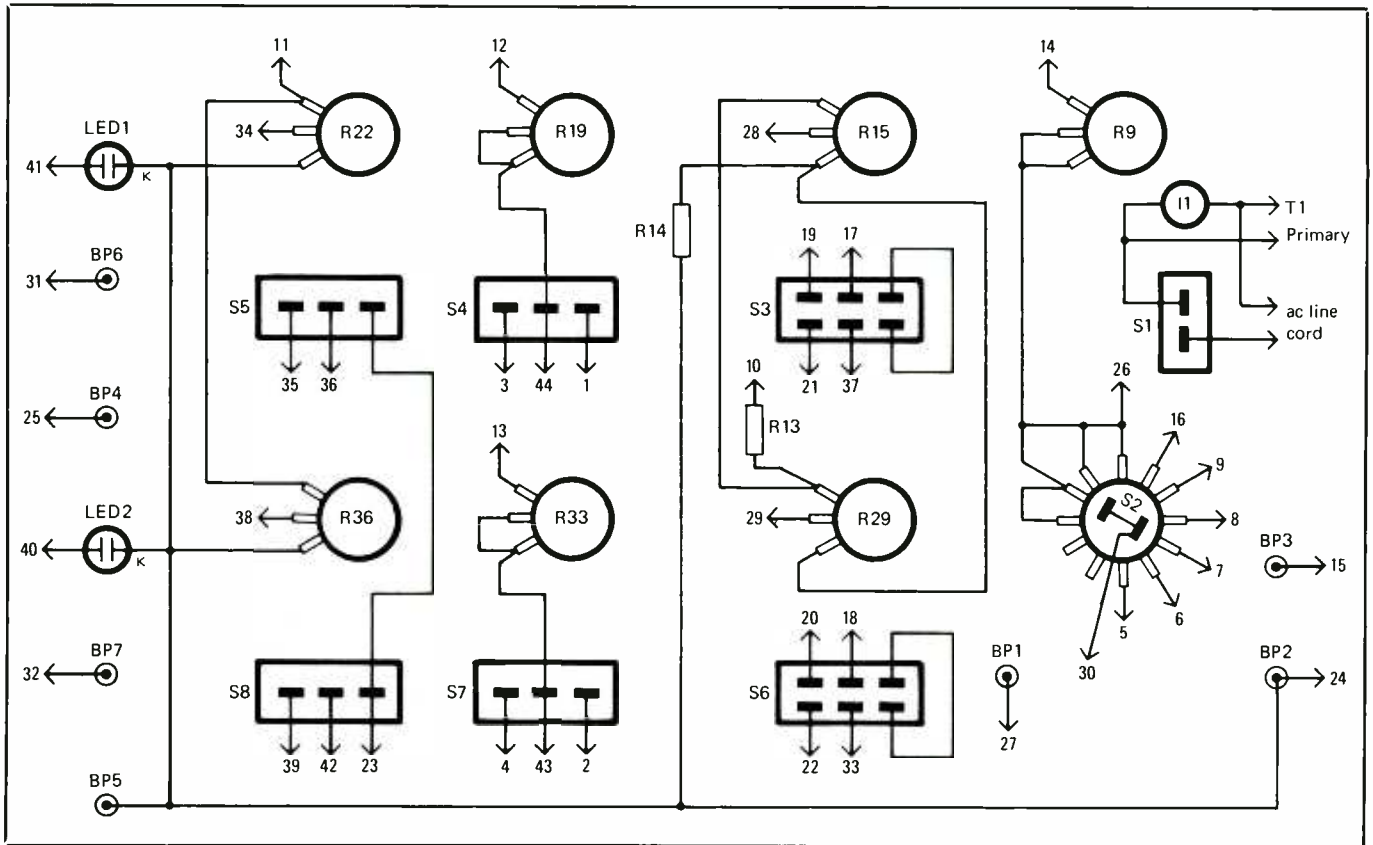 11
12
14
LED1
34
R22
R19
28
R15
R9
41
K
I1
T1
R14
Primary
BP6
19
17
31
S5
S4
S3
S1
ac line
cord
35
36
3
44
1
21
37
26
BP4
10
25
R13
16
13
9
LED2
S2
38
R36
R33
29
R29
8
40
K
BP3
7
15
20
18
5
6
BP7
BP1
30
BP2
32
S8
S7
S6
24
27
39
42
23
4
43
2
22
33
BP5